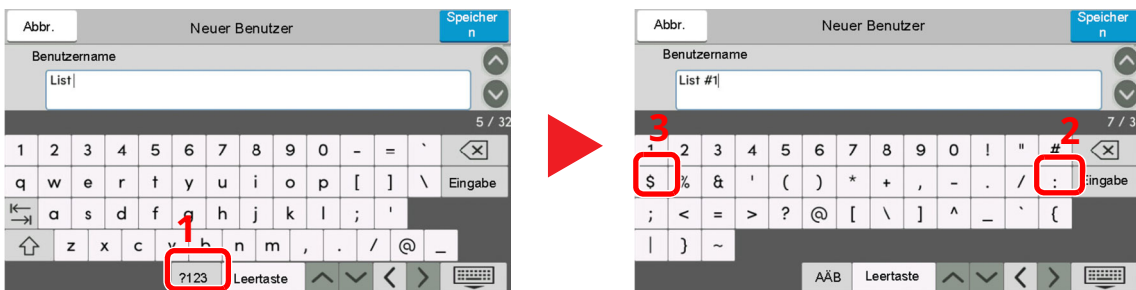 Abbr.
Neuer Benutzer
Speicher
n
Benutzername
List
5 / 32
1 2 3 4 5 6 7 8 9 0 - = `
q w e r t y u i o p [ ] \ Eingabe
a s d f g h j k l ; '
1
z x c v b n m , . / @ _
?123 Leertaste
Abbr.
Neuer Benutzer
Speicher
n
Benutzername
List #1
7 / 3
3
2
1 2 3 4 5 6 7 8 9 0 ! " #
$ % & ' ( ) * + , - . / : Eingabe
; < = > ? @ [ \ ] ^ _ ` {
| } ~
AÄB Leertaste